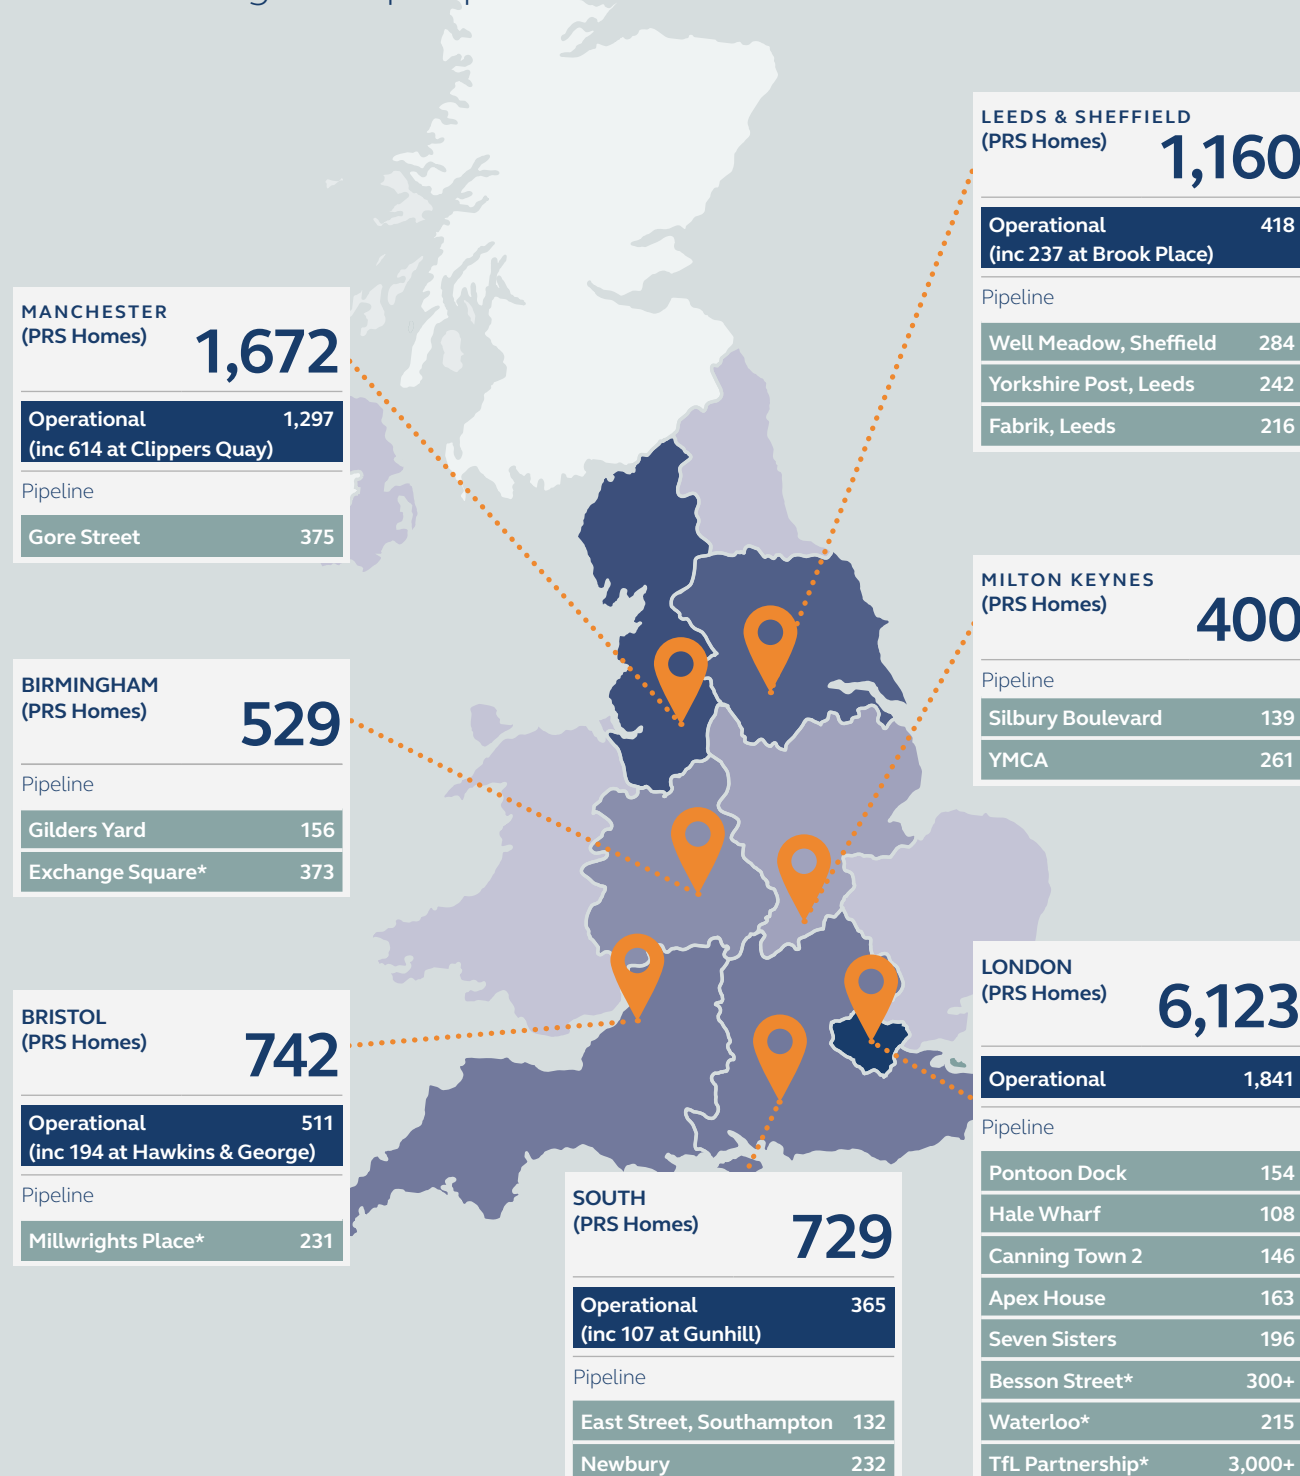 MANCHESTER
(PRS Homes)
1,672
Operational 1,297
(inc 614 at Clippers Quay)
Pipeline
Gore Street 375
BIRMINGHAM
(PRS Homes)
529
Pipeline
Gilders Yard 156
Exchange Square* 373
BRISTOL
(PRS Homes)
742
Operational 511
(inc 194 at Hawkins & George)
Pipeline
Millwrights Place* 231
SOUTH
(PRS Homes)
729
Operational 365
(inc 107 at Gunhill)
Pipeline
East Street, Southampton 132
Newbury 232
LEEDS & SHEFFIELD
(PRS Homes)
1,160
Operational 418
(inc 237 at Brook Place)
Pipeline
Well Meadow, Sheffield 284
Yorkshire Post, Leeds 242
Fabrik, Leeds 216
MILTON KEYNES
(PRS Homes)
400
Pipeline
Silbury Boulevard 139
YMCA 261
LONDON
(PRS Homes)
6,123
Operational 1,841
Pipeline
Pontoon Dock 154
Hale Wharf 108
Canning Town 2 146
Apex House 163
Seven Sisters 196
Besson Street* 300+
Waterloo* 215
TfL Partnership* 3,000+